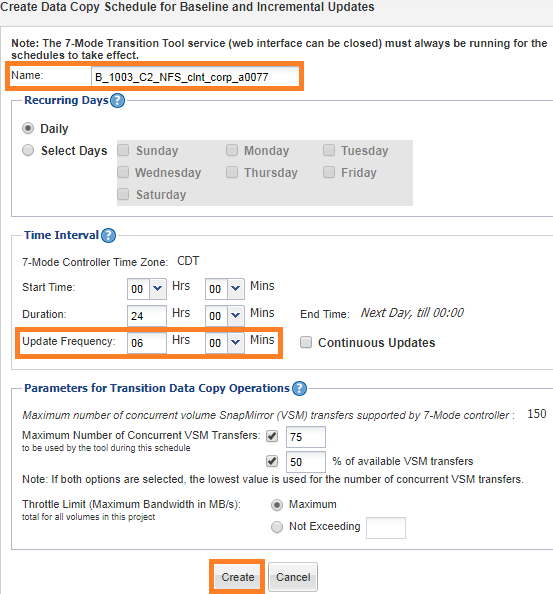 Create Data Copy Schedule for Baseline and Incremental Updates
Note: The 7-Mode Transition Tool service (web interface can be closed) must always be running for the
schedules to take effect.
Name: B_1003_C2_NFS_clnt_corp_a0077
Recurring Days ?
Daily
Select Days Sunday Monday Tuesday
Wednesday Thursday Friday
Saturday
Time Interval ?
7-Mode Controller Time Zone: CDT
Start Time: 00 Hrs 00 Mins
Duration: 24 Hrs 00 Mins End Time: Next Day, till 00:00
Update Frequency: 06 Hrs 00 Mins Continuous Updates
Parameters for Transition Data Copy Operations ?
Maximum number of concurrent volume SnapMirror (VSM) transfers supported by 7-Mode controller : 150
Maximum Number of Concurrent VSM Transfers: 75
to be used by the tool during this schedule
50 % of available VSM transfers
Note: If both options are selected, the lowest value is used for the number of concurrent VSM transfers.
Throttle Limit (Maximum Bandwidth in MB/s): Maximum
total for all volumes in this project
Not Exceeding
Create Cancel